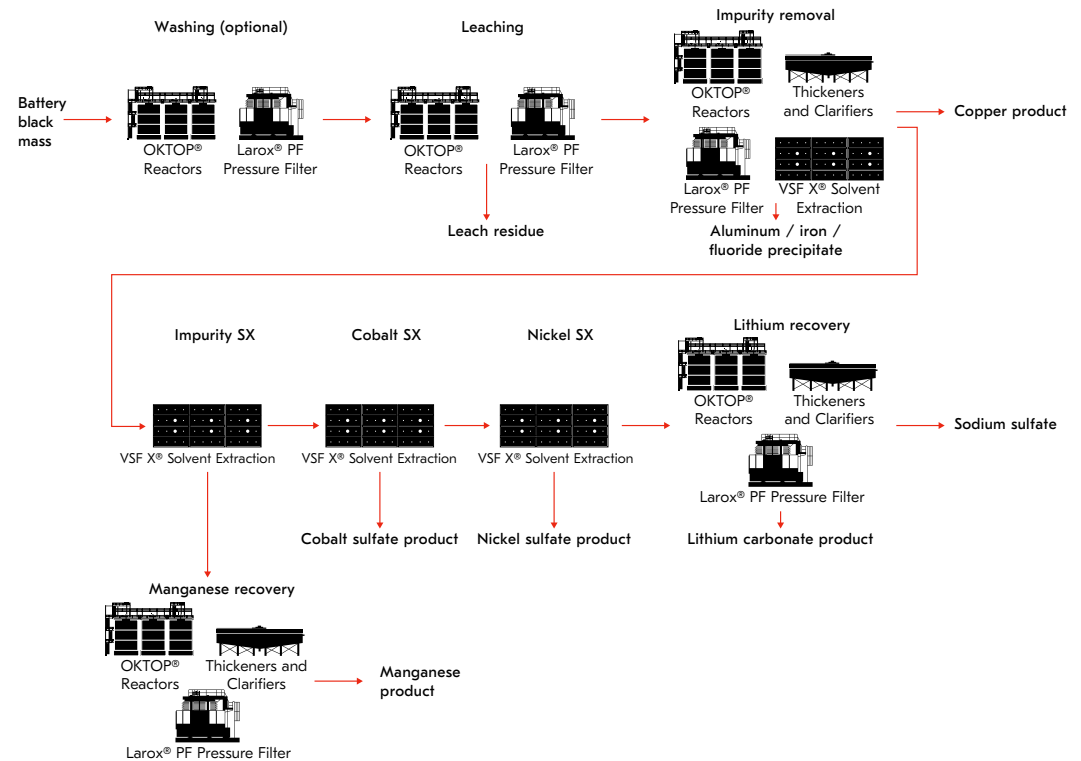 Washing (optional)
Leaching
Impurity removal
Battery
black
mass
OKTOP®
Reactors
Larox® PF
Pressure Filter
OKTOP®
Reactors
Larox® PF
Pressure Filter
OKTOP®
Reactors
Thickeners
and Clarifiers
Larox® PF
Pressure Filter
VSF X® Solvent
Extraction
Copper product
Leach residue
Aluminum / iron /
fluoride precipitate
Impurity SX
Cobalt SX
Nickel SX
Lithium recovery
VSF X® Solvent Extraction
VSF X® Solvent Extraction
VSF X® Solvent Extraction
OKTOP®
Reactors
Thickeners
and Clarifiers
Larox® PF Pressure Filter
Sodium sulfate
Cobalt sulfate product
Nickel sulfate product
Lithium carbonate product
Manganese recovery
OKTOP®
Reactors
Thickeners and
Clarifiers
Larox® PF Pressure Filter
Manganese
product